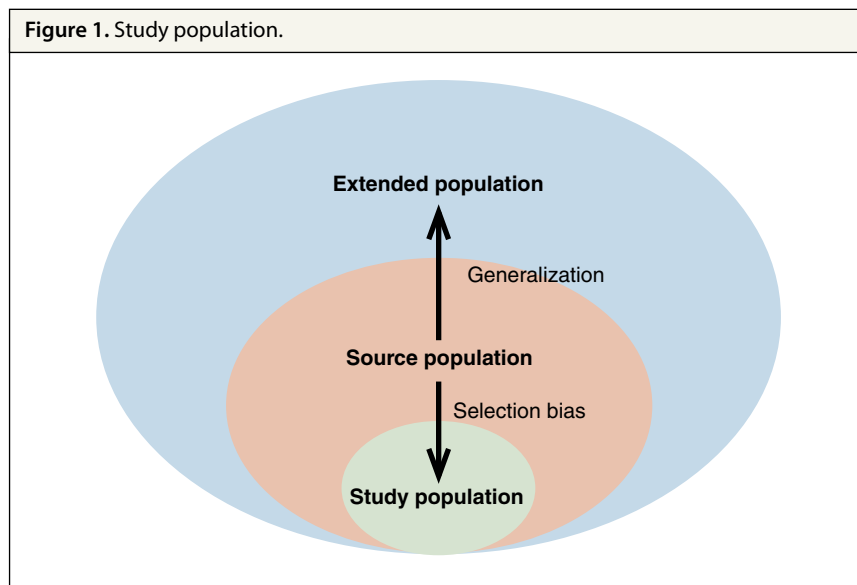 Figure 1. Study population.
Extended population
Generalization
Source population
Selection bias
Study population